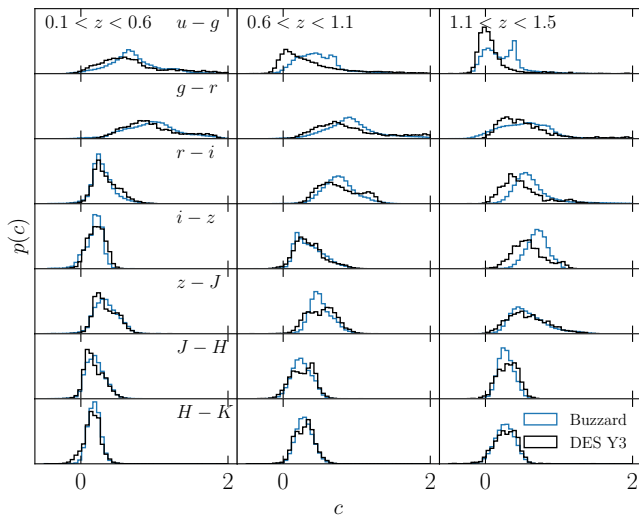 0.1 < z < 0.6 u − g 0.6 < z < 1.1 1.1 < z < 1.5
g − r
r − i
i − z
z − J
J − H
H − K
p(c)
Buzzard
DES Y3
0 2 0 2 0 2
c